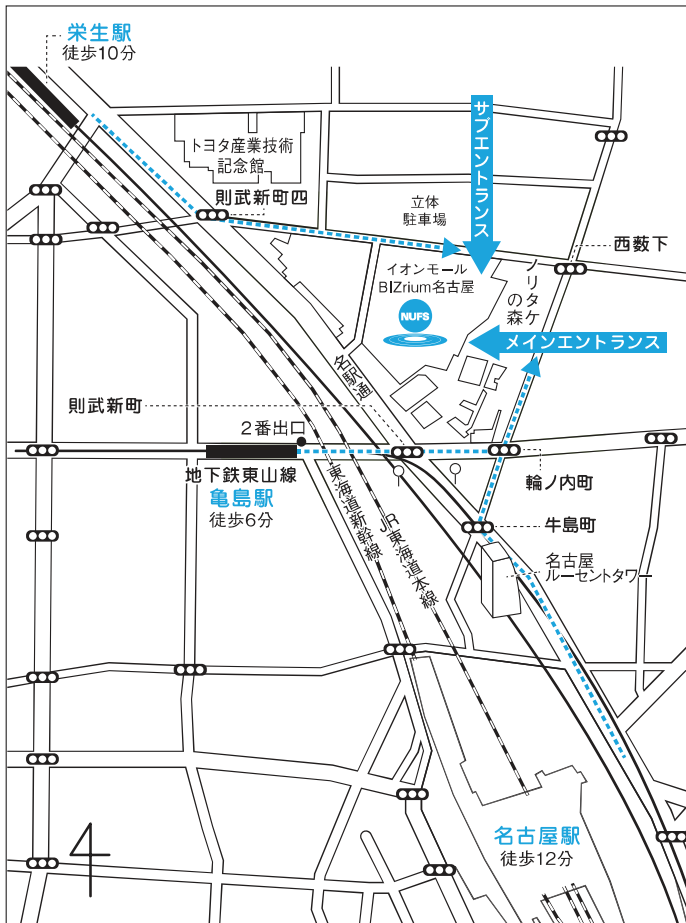 栄生駅
徒歩10分
トヨタ産業技術
記念館
サブエントランス
則武新町四
立体
駐車場
西薮下
イオンモール
BIZrium名古屋
ノリタケ
の森
NUFS
メインエントランス
名駅通
則武新町
2番出口
地下鉄東山線
亀島駅
徒歩6分
輪ノ内町
東海道新幹線
JR東海道本線
牛島町
名古屋
ルーセントタワー
名古屋駅
徒歩12分